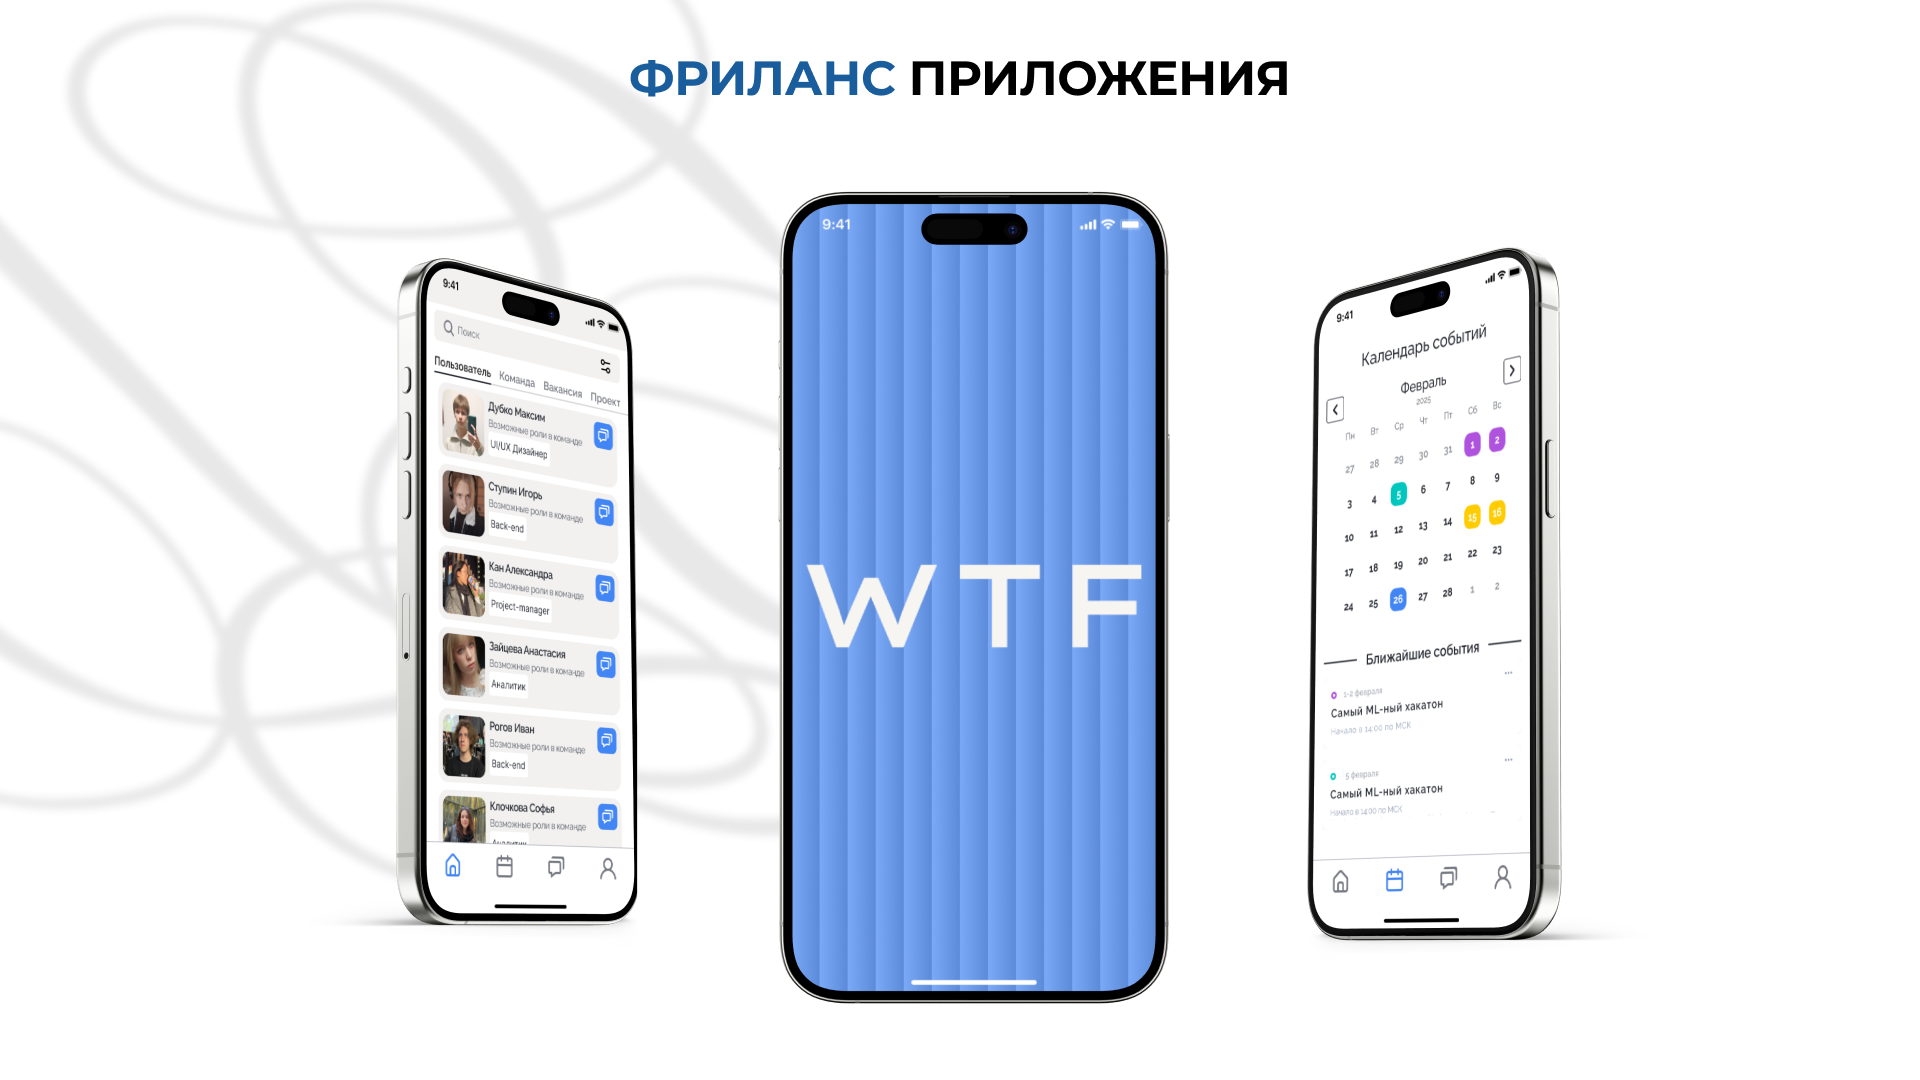 ФРИЛАНС ПРИЛОЖЕНИЯ
9:41
Поиск
Пользователь Команда Вакансия Проект
Дубко Максим
Возможные роли в команде
UI/UX Дизайнер
Ступин Игорь
Возможные роли в команде
Back-end
Кан Александра
Возможные роли в команде
Project-manager
Зайцева Анастасия
Возможные роли в команде
Аналитик
Рогов Иван
Возможные роли в команде
Back-end
Клочкова Софья
Возможные роли в команде
Аналитик
9:41
WTF
9:41
Календарь событий
Февраль
2025
Пн Вт Ср Чт Пт Сб Вс
27 28 29 30 31 1 2
3 4 5 6 7 8 9
10 11 12 13 14 15 16
17 18 19 20 21 22 23
24 25 26 27 28 1 2
Ближайшие события
1-2 февраля
Самый ML-ный хакатон
Начало в 14:00 по МСК
5 февраля
Самый ML-ный хакатон
Начало в 14:00 по МСК